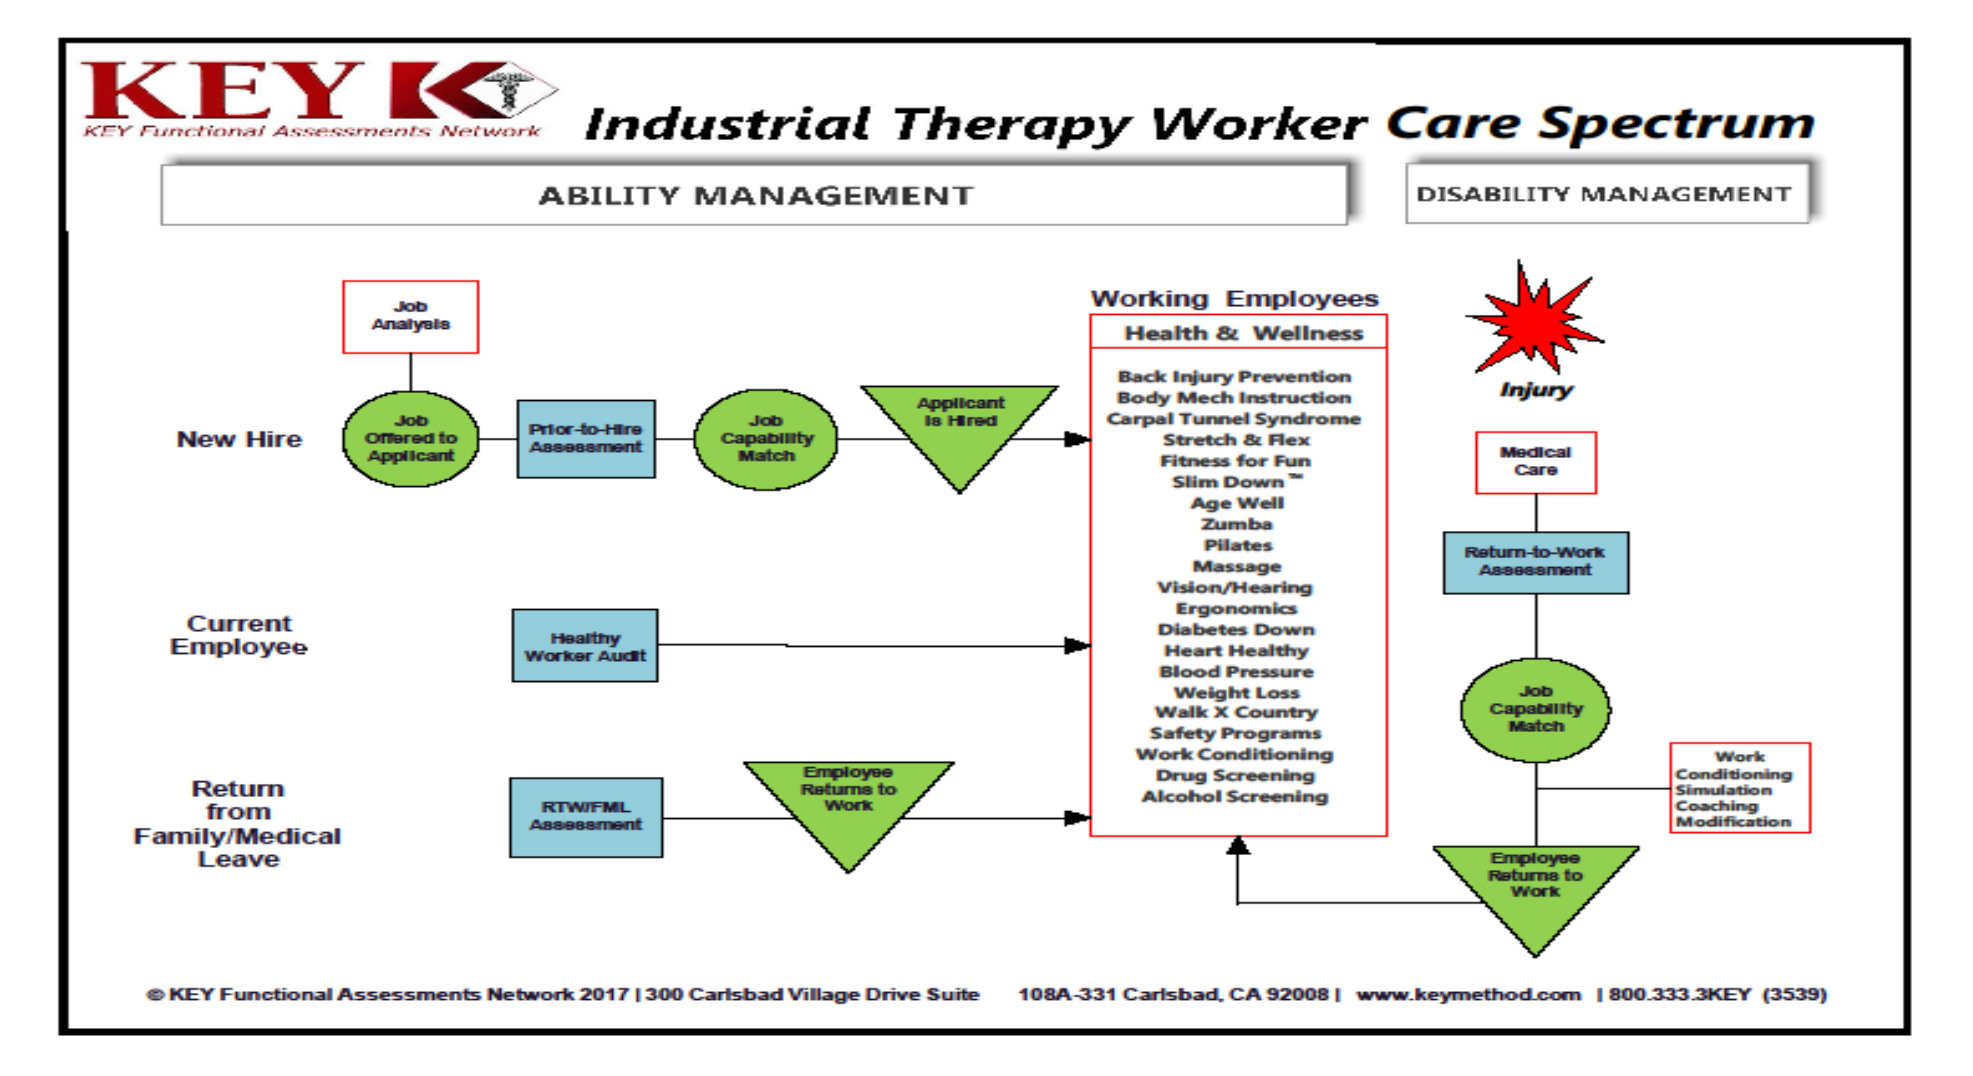 KEY
KEY Functional Assessments Network
Industrial Therapy Worker Care Spectrum
ABILITY MANAGEMENT
DISABILITY MANAGEMENT
New Hire
Job
Analysis
Job
Offered to
Applicant
Prior-to-Hire
Assessment
Job
Capability
Match
Applicant
Is Hired
Current
Employee
Healthy
Worker Audit
Return
from
Family/Medical
Leave
RTW/FML
Assessment
Employee
Returns to
Work
Working Employees
Health & Wellness
Back Injury Prevention
Body Mech Instruction
Carpal Tunnel Syndrome
Stretch & Flex
Fitness for Fun
Slim Down™
Age Well
Zumba
Pilates
Massage
Vision/Hearing
Ergonomics
Diabetes Down
Heart Healthy
Blood Pressure
Weight Loss
Walk X Country
Safety Programs
Work Conditioning
Drug Screening
Alcohol Screening
Injury
Medical
Care
Return-to-Work
Assessment
Job
Capability
Match
Work
Conditioning
Simulation
Coaching
Modification
Employee
Returns to
Work
© KEY Functional Assessments Network 2017 | 300 Carlsbad Village Drive Suite 108A-331 Carlsbad, CA 92008 | www.keymethod.com | 800.333.3KEY (3539)